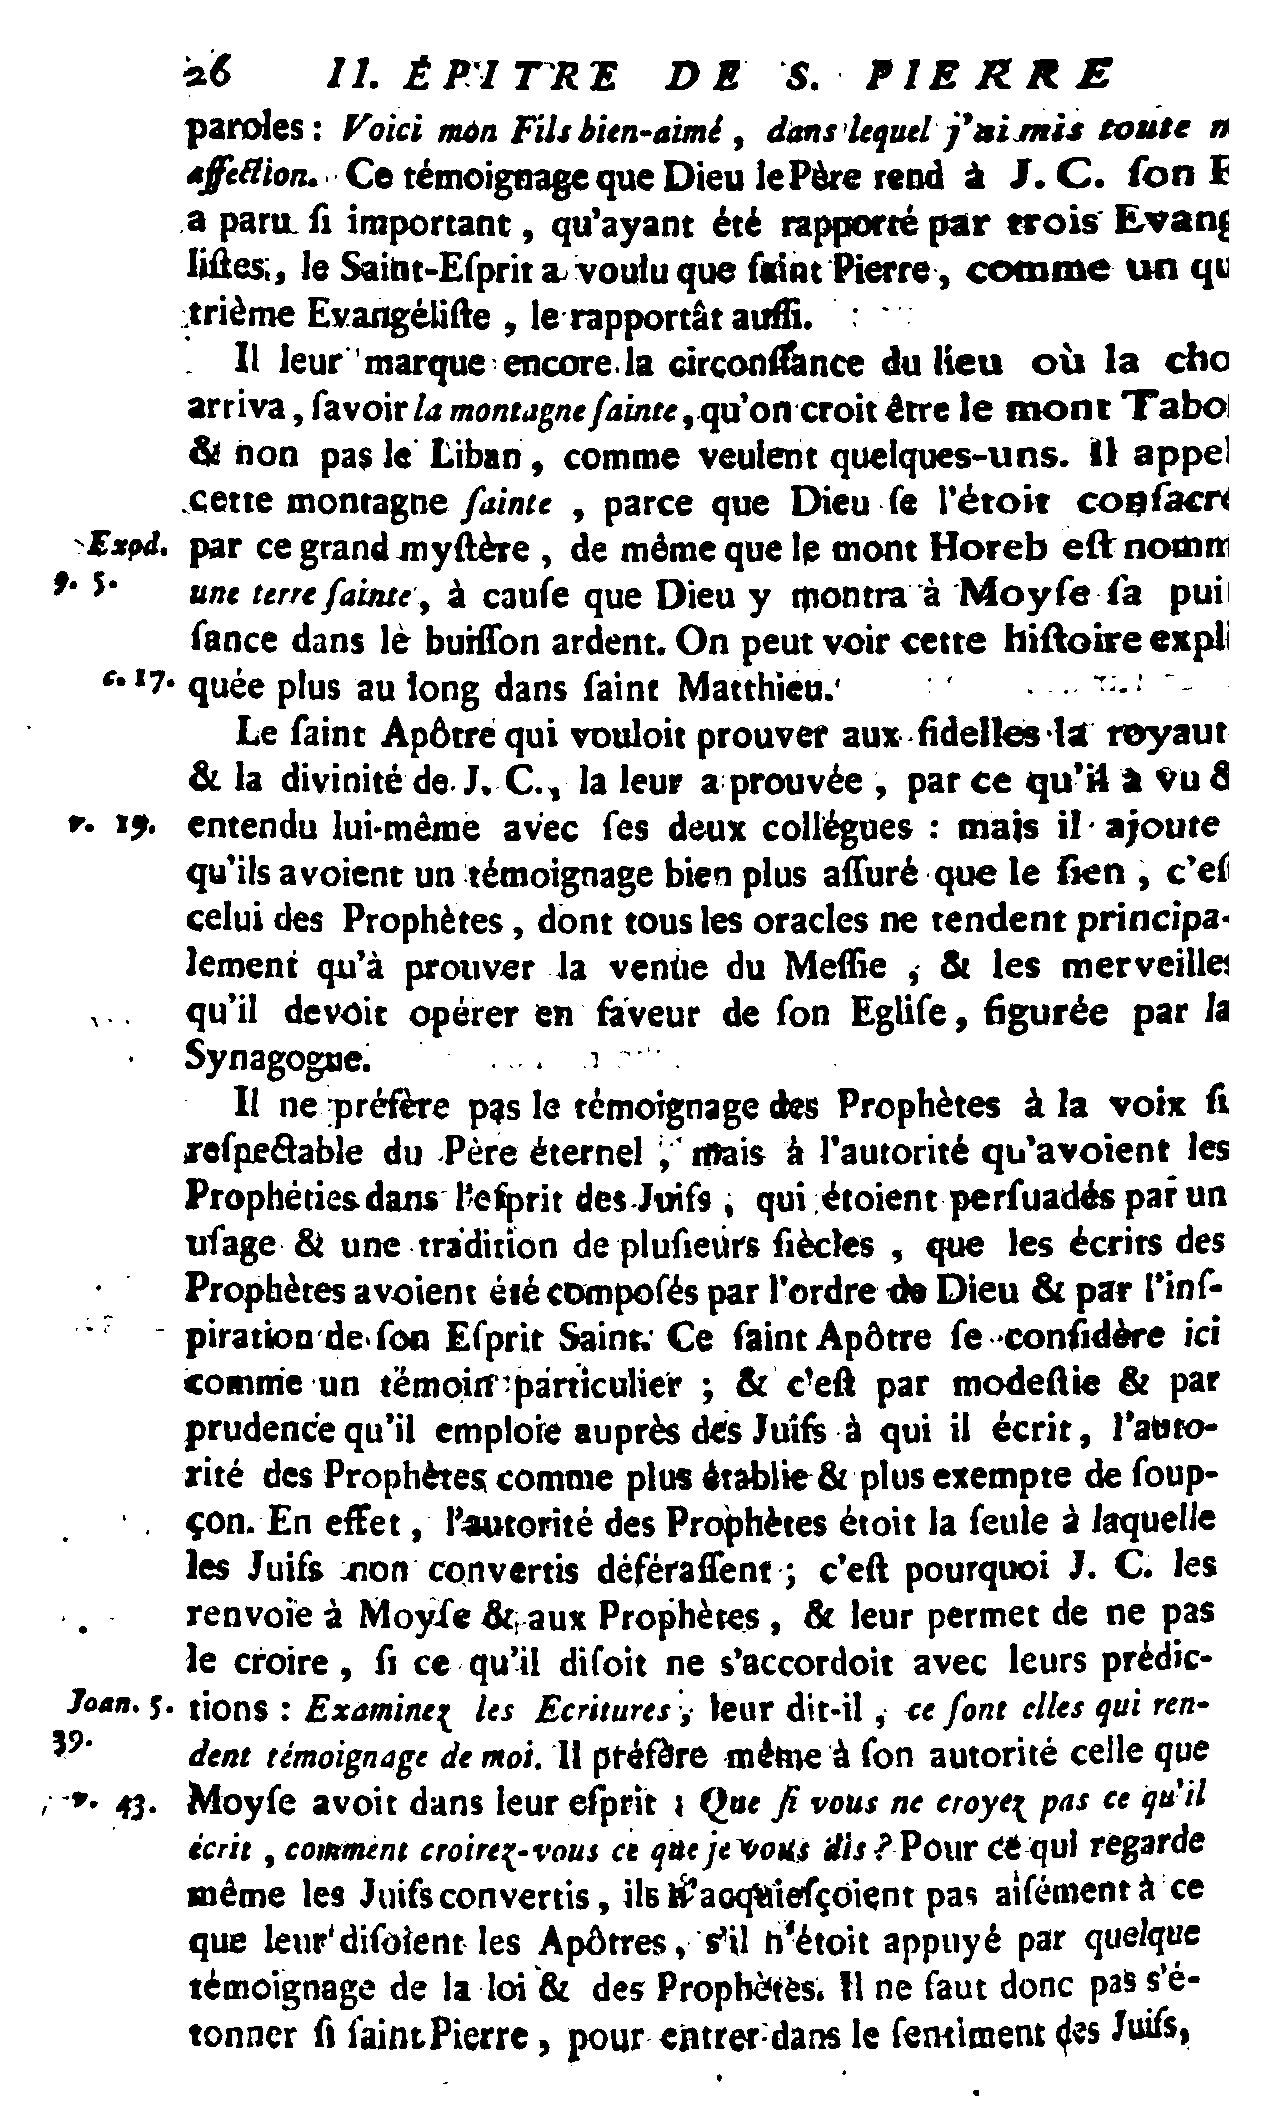 26 II. ÉPITRE DE S. PIERRE
paroles : Voici mon Fils bien-aimé, dans lequel j'ai mis toute
affection. Ce témoignage que Dieu le Père rend à J. C. ſon
a paru ſi important, qu'ayant été rapporté par trois Evang
liſtes, le Saint-Eſprit a voulu que ſaint Pierre, comme un qu
trième Evangéliſte, le rapportât auſſi.
Il leur marque encore la circonſtance du lieu où la cho
arriva, ſavoir la montagne ſainte, qu'on croit être le mont Tabo
& non pas le Liban, comme veulent quelques-uns. Il appel
cette montagne ſainte, parce que Dieu ſe l'étoit conſacré
Exod. par ce grand myſtère, de même que le mont Horeb eſt nomm
9. 5. une terre ſainte, à cauſe que Dieu y montra à Moyſe ſa puiſ
ſance dans le buiſſon ardent. On peut voir cette hiſtoire expli
c. 17. quée plus au long dans ſaint Matthieu.
Le ſaint Apôtre qui vouloit prouver aux fidelles la royaut
& la divinité de J. C., la leur a prouvée, par ce qu'il a vu &
v. 19. entendu lui-même avec ſes deux collégues : mais il ajoute
qu'ils avoient un témoignage bien plus aſſuré que le ſien, c'eſ
celui des Prophètes, dont tous les oracles ne tendent principa-
lement qu'à prouver la venue du Meſſie, & les merveilles
qu'il devoit opérer en faveur de ſon Egliſe, figurée par la
Synagogue.
Il ne préfère pas le témoignage des Prophètes à la voix ſi
reſpectable du Père éternel, mais à l'autorité qu'avoient les
Prophéties dans l'eſprit des Juifs, qui étoient perſuadés par un
uſage & une tradition de pluſieurs ſiècles, que les écrits des
Prophètes avoient été compoſés par l'ordre de Dieu & par l'inſ-
piration de ſon Eſprit Saint. Ce ſaint Apôtre ſe conſidère ici
comme un témoin particulier ; & c'eſt par modeſtie & par
prudence qu'il emploie auprès des Juifs à qui il écrit, l'auto-
rité des Prophètes comme plus établie & plus exempte de ſoup-
çon. En effet, l'autorité des Prophètes étoit la ſeule à laquelle
les Juifs non convertis déféraſſent ; c'eſt pourquoi J. C. les
renvoie à Moyſe & aux Prophètes, & leur permet de ne pas
le croire, ſi ce qu'il diſoit ne s'accordoit avec leurs prédic-
Joan. 5. tions : Examinez les Ecritures, leur dit-il, ce ſont elles qui ren-
39. dent témoignage de moi. Il préfère même à ſon autorité celle que
v. 43. Moyſe avoit dans leur eſprit : Que ſi vous ne croyez pas ce qu'il
écrit, comment croirez-vous ce que je vous dis ? Pour ce qui regarde
même les Juifs convertis, ils n'acquieſçoient pas aiſément à ce
que leur diſoient les Apôtres, s'il n'étoit appuyé par quelque
témoignage de la loi & des Prophètes. Il ne faut donc pas s'é-
tonner ſi ſaint Pierre, pour entrer dans le ſentiment des Juifs,